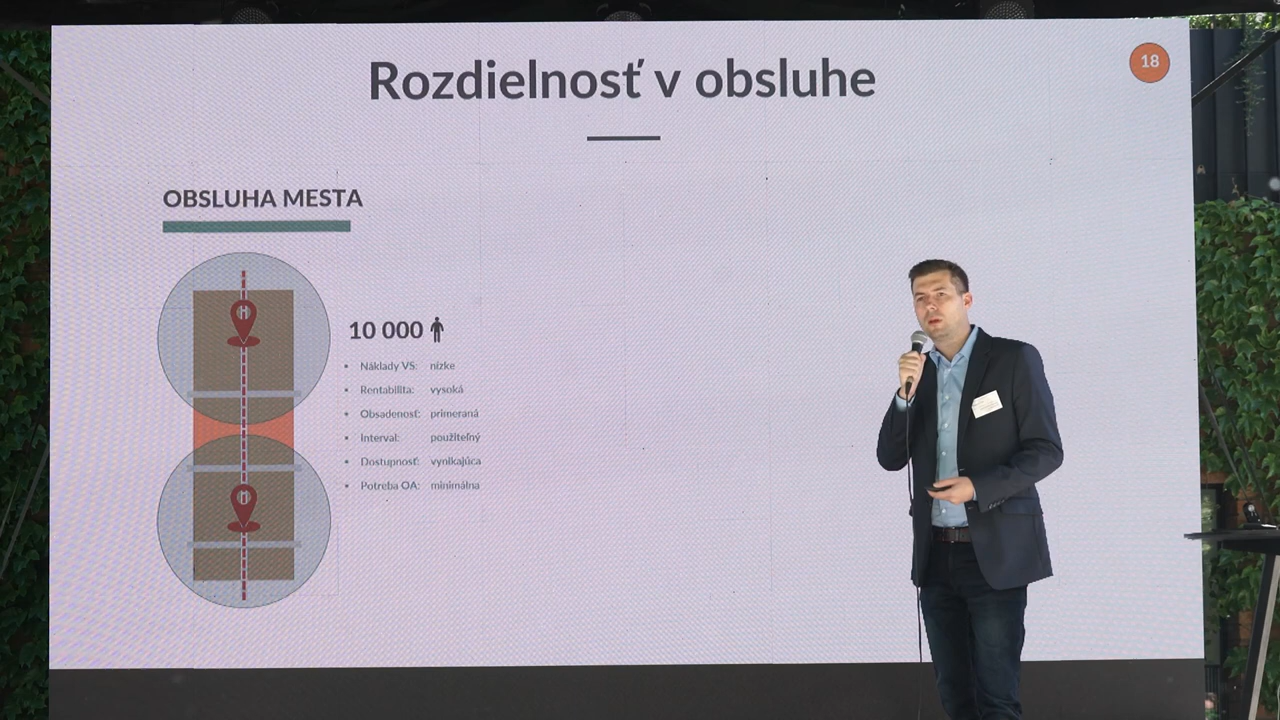 Rozdielnosť v obsluhe
18
OBSLUHA MESTA
10 000
• Náklady VS: nízke
• Rentabilita: vysoká
• Obsadenosť: primeraná
• Interval: použiteľný
• Dostupnosť: vynikajúca
• Potreba OA: minimálna
H
H